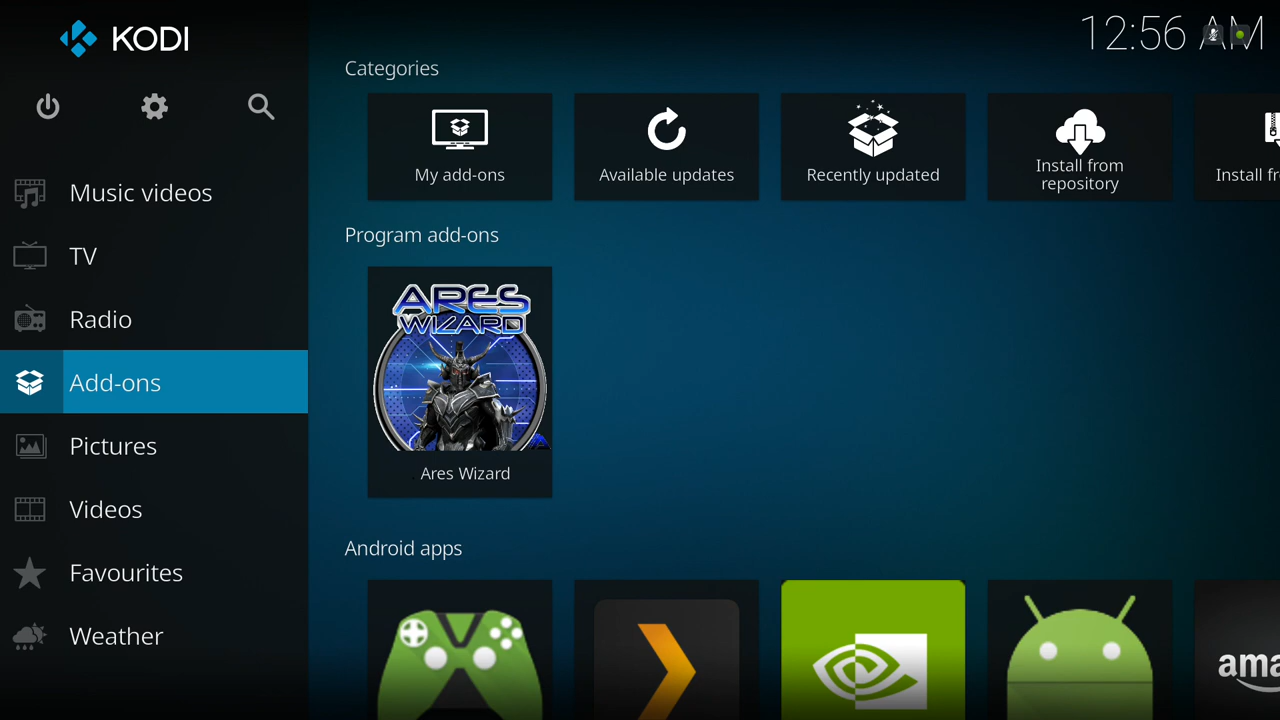 KODI
12:56 AM
Music videos
TV
Radio
Add-ons
Pictures
Videos
Favourites
Weather
Categories
My add-ons
Available updates
Recently updated
Install from
repository
Install
Program add-ons
ARES
WIZARD
Ares Wizard
Android apps